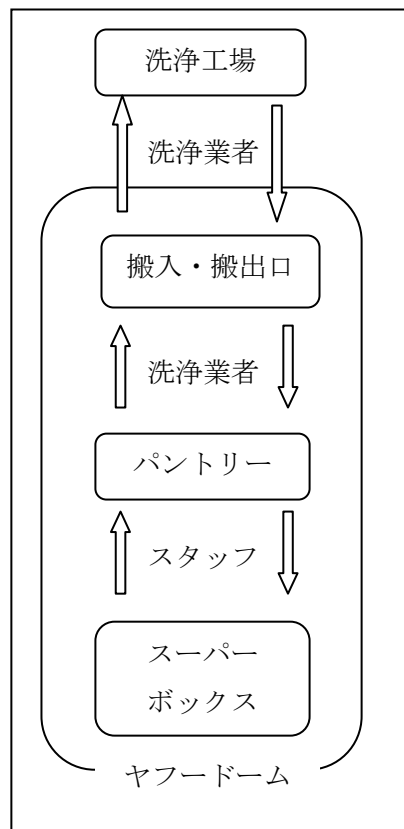 洗浄工場
洗浄業者
搬入・搬出口
洗浄業者
パントリー
スタッフ
スーパー
ボックス
ヤフードーム